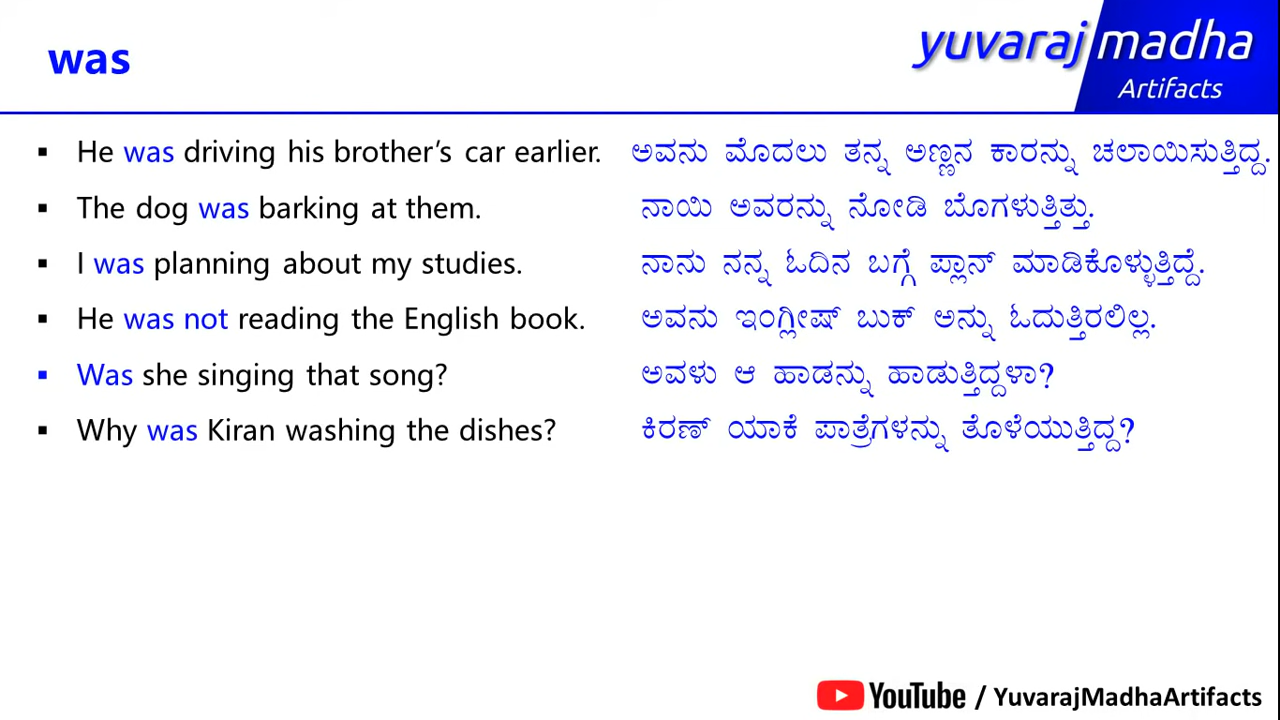 was
yuvaraj madha
Artifacts
▪ He was driving his brother’s car earlier. ಅವನು ಮೊದಲು ತನ್ನ ಅಣ್ಣನ ಕಾರನ್ನು ಚಲಾಯಿಸುತ್ತಿದ್ದ.
▪ The dog was barking at them. ನಾಯಿ ಅವರನ್ನು ನೋಡಿ ಬೊಗಳುತ್ತಿತ್ತು.
▪ I was planning about my studies. ನಾನು ನನ್ನ ಓದಿನ ಬಗ್ಗೆ ಪ್ಲಾನ್ ಮಾಡಿಕೊಳ್ಳುತ್ತಿದ್ದೆ.
▪ He was not reading the English book. ಅವನು ಇಂಗ್ಲೀಷ್ ಬುಕ್ ಅನ್ನು ಓದುತ್ತಿರಲಿಲ್ಲ.
▪ Was she singing that song? ಅವಳು ಆ ಹಾಡನ್ನು ಹಾಡುತ್ತಿದ್ದಳಾ?
▪ Why was Kiran washing the dishes? ಕಿರಣ್ ಯಾಕೆ ಪಾತ್ರೆಗಳನ್ನು ತೊಳೆಯುತ್ತಿದ್ದ?
YouTube / YuvarajMadhaArtifacts